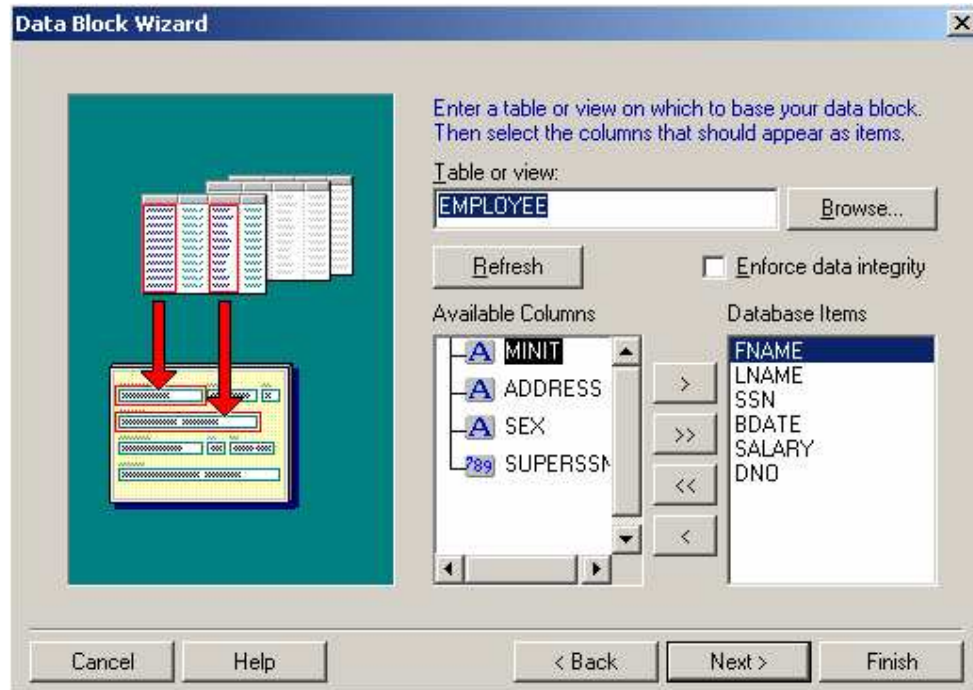 Data Block Wizard
Enter a table or view on which to base your data block.
Then select the columns that should appear as items.
Table or view:
EMPLOYEE
Browse...
Refresh
Enforce data integrity
Available Columns
Database Items
MINIT
ADDRESS
SEX
SUPERSSN
>
>>
<<
<
FNAME
LNAME
SSN
BDATE
SALARY
DNO
Cancel
Help
< Back
Next >
Finish